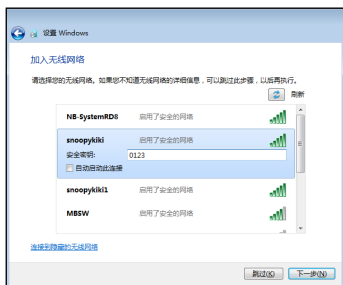 设置 Windows
加入无线网络
请选择您的无线网络。如果您不知道无线网络的详细信息，可以跳过此步骤，以后再执行。
刷新
NB-SystemRD8 启用了安全的网络
snoopykiki 启用了安全的网络
安全密钥: 0123
自动启动此连接
snoopykiki1 启用了安全的网络
MBSW 启用了安全的网络
连接到隐藏的无线网络
跳过(S) 下一步(N)